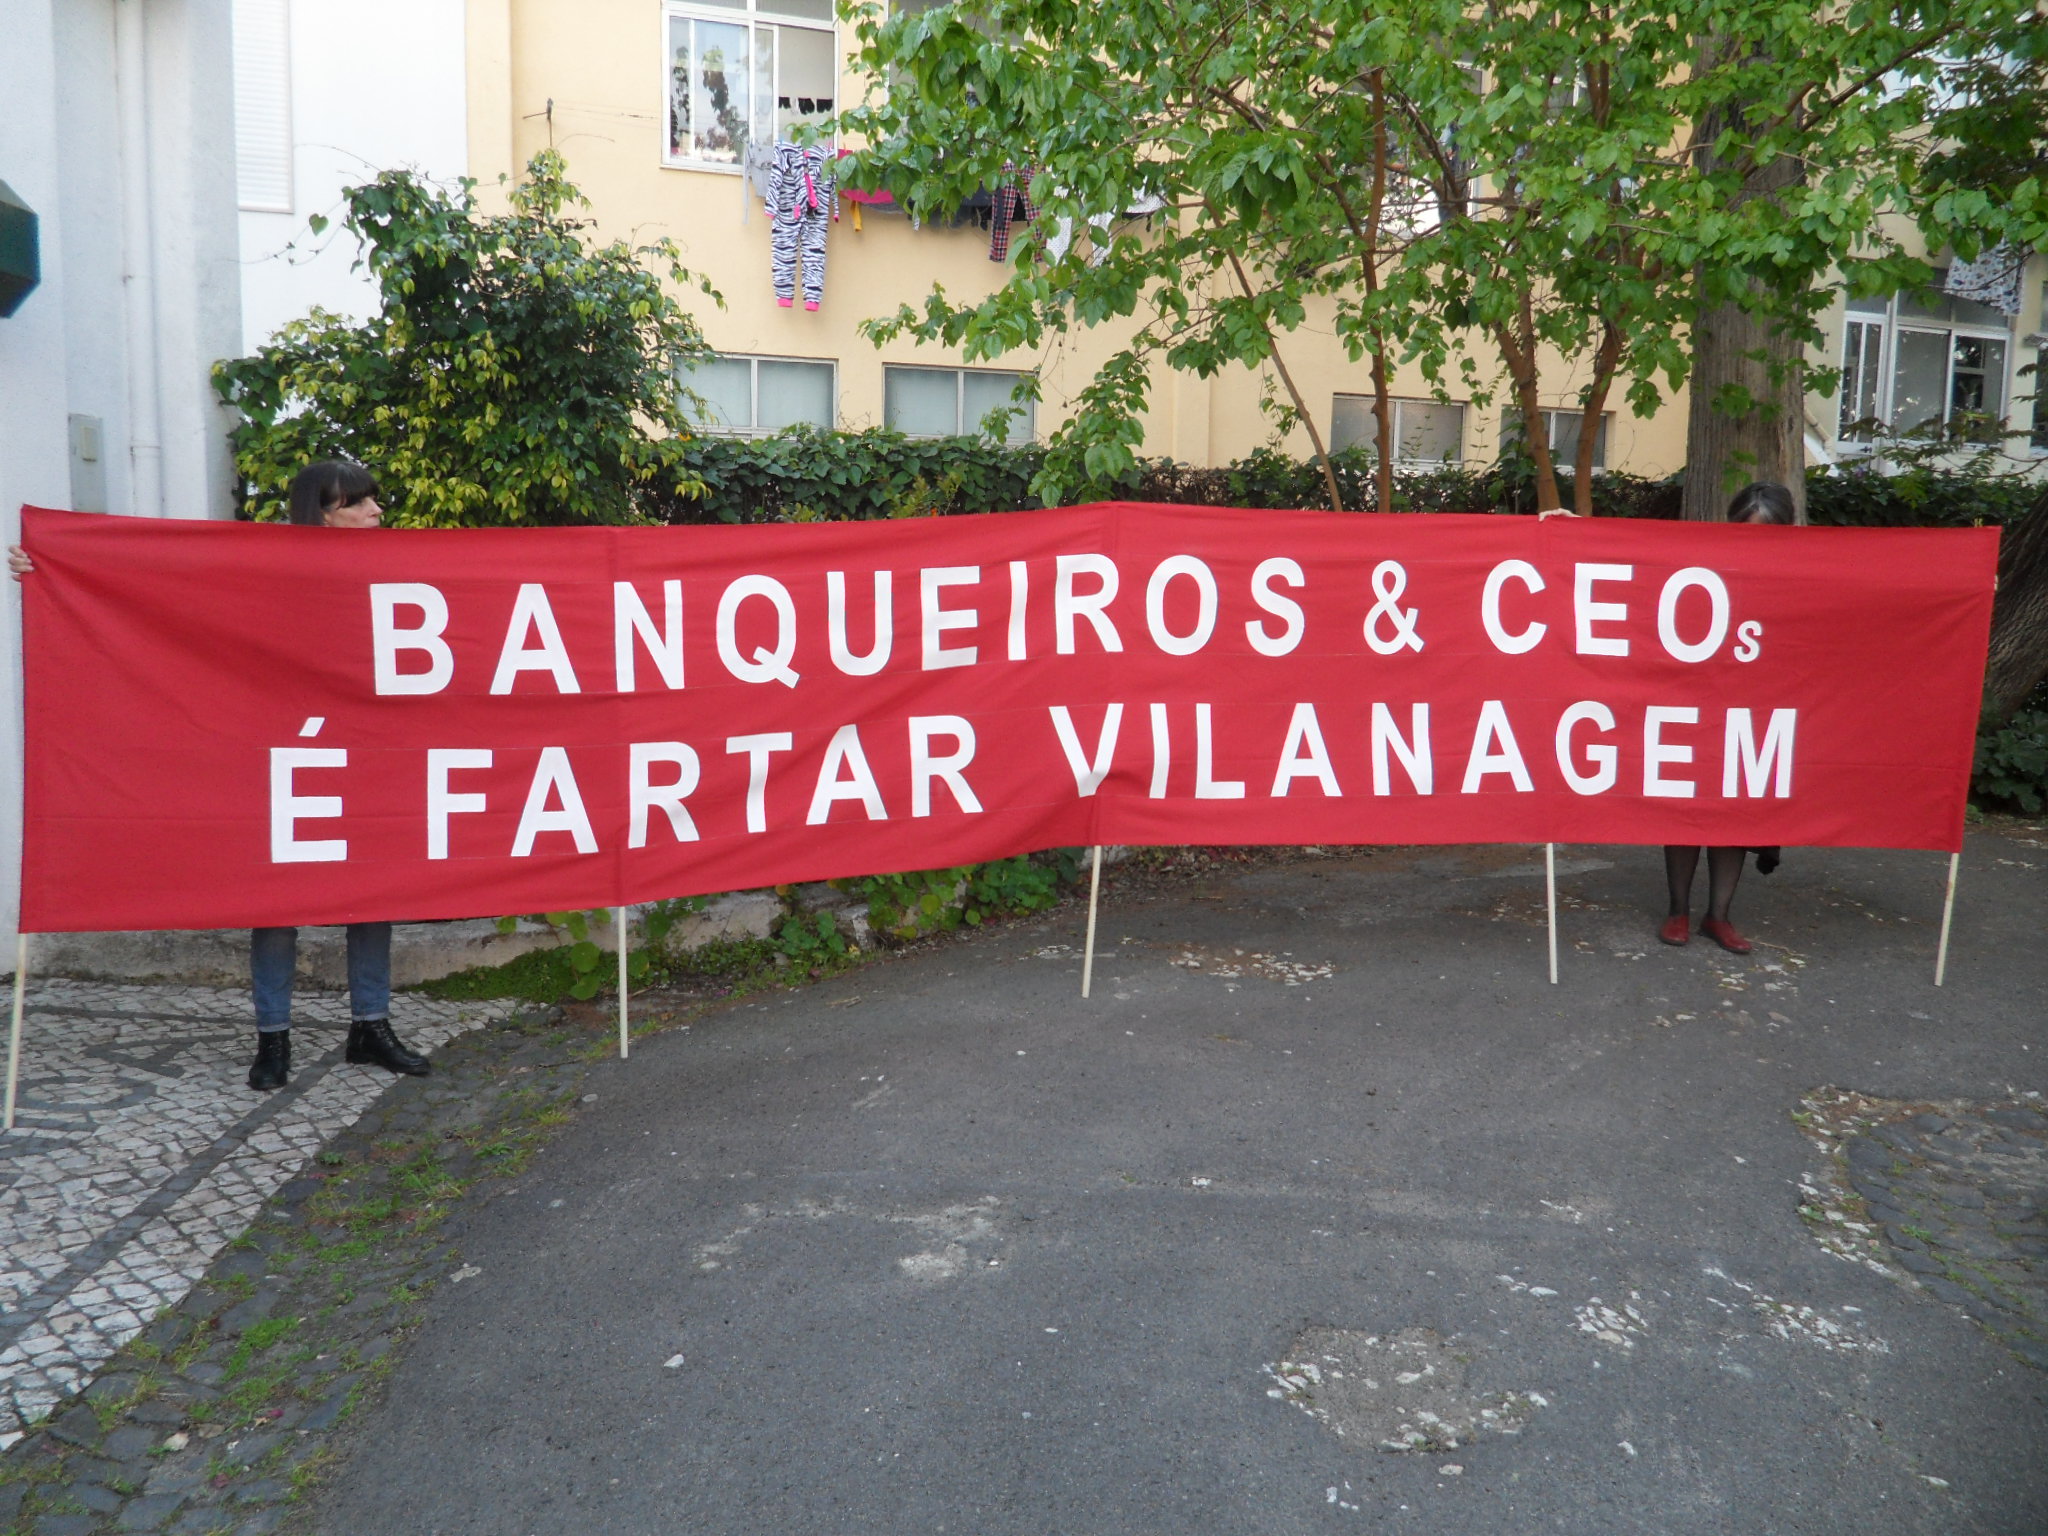 BANQUEIROS & CEOs
É FARTAR VILANAGEM